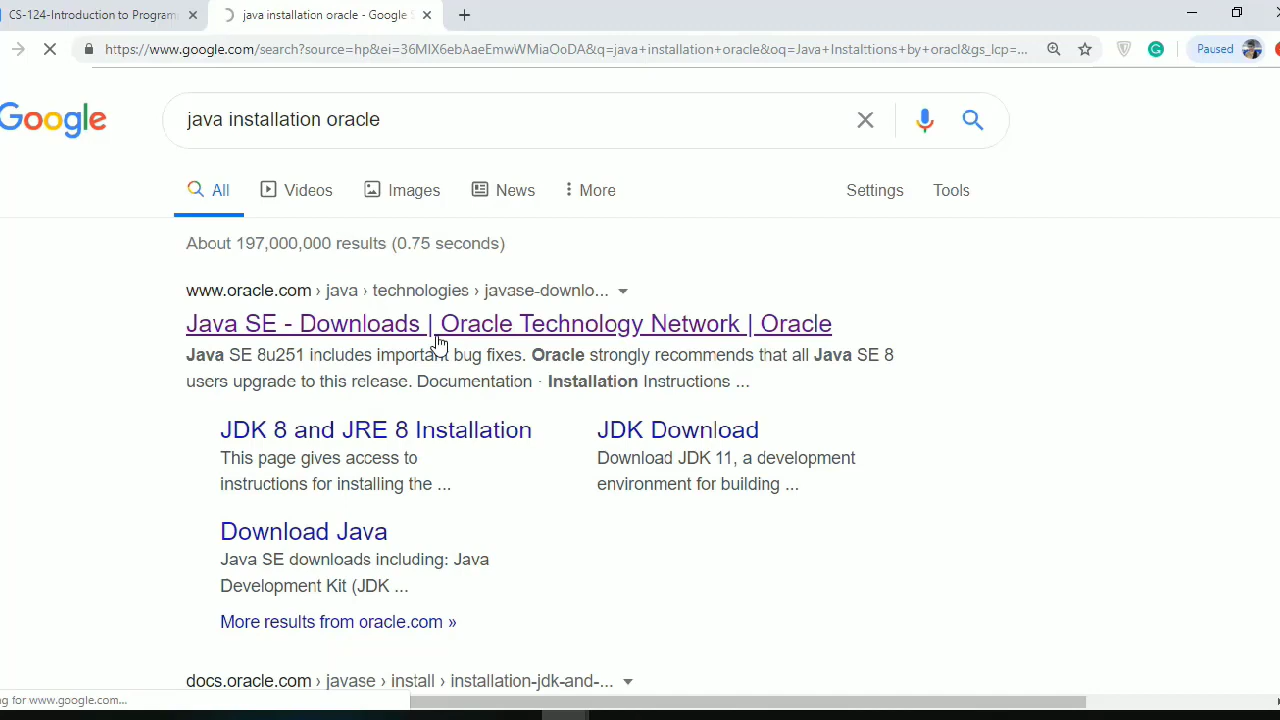 CS-124-Introduction to Program
java installation oracle - Google S
https://www.google.com/search?source=hp&ei=36MIX6ebAaeEmwWMiaOoDA&q=java+installation+oracle&oq=Java+Instaltions+by+oracl&gs_lcp=...
Paused
Google
java installation oracle
All
Videos
Images
News
More
Settings
Tools
About 197,000,000 results (0.75 seconds)
www.oracle.com › java › technologies › javase-downlo...
Java SE - Downloads | Oracle Technology Network | Oracle
Java SE 8u251 includes important bug fixes. Oracle strongly recommends that all Java SE 8
users upgrade to this release. Documentation · Installation Instructions ...
JDK 8 and JRE 8 Installation
This page gives access to
instructions for installing the ...
JDK Download
Download JDK 11, a development
environment for building ...
Download Java
Java SE downloads including: Java
Development Kit (JDK ...
More results from oracle.com »
docs.oracle.com › javase › install › installation-jdk-and-...
g for www.google.com...